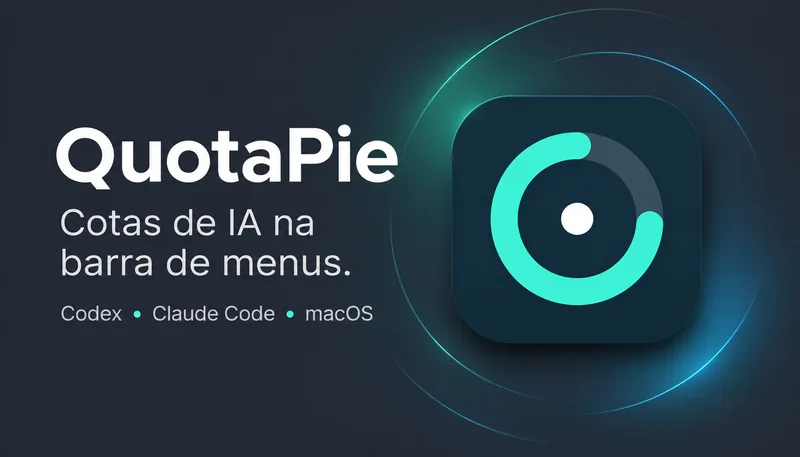 QuotaPie
Cotas de IA na
barra de menus.
Codex • Claude Code • macOS